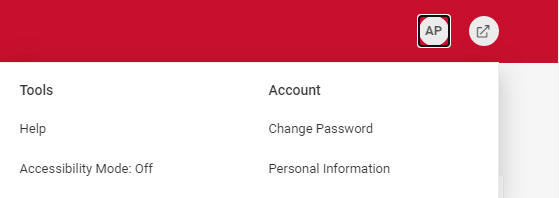 AP
Tools
Account
Help
Change Password
Accessibility Mode: Off
Personal Information